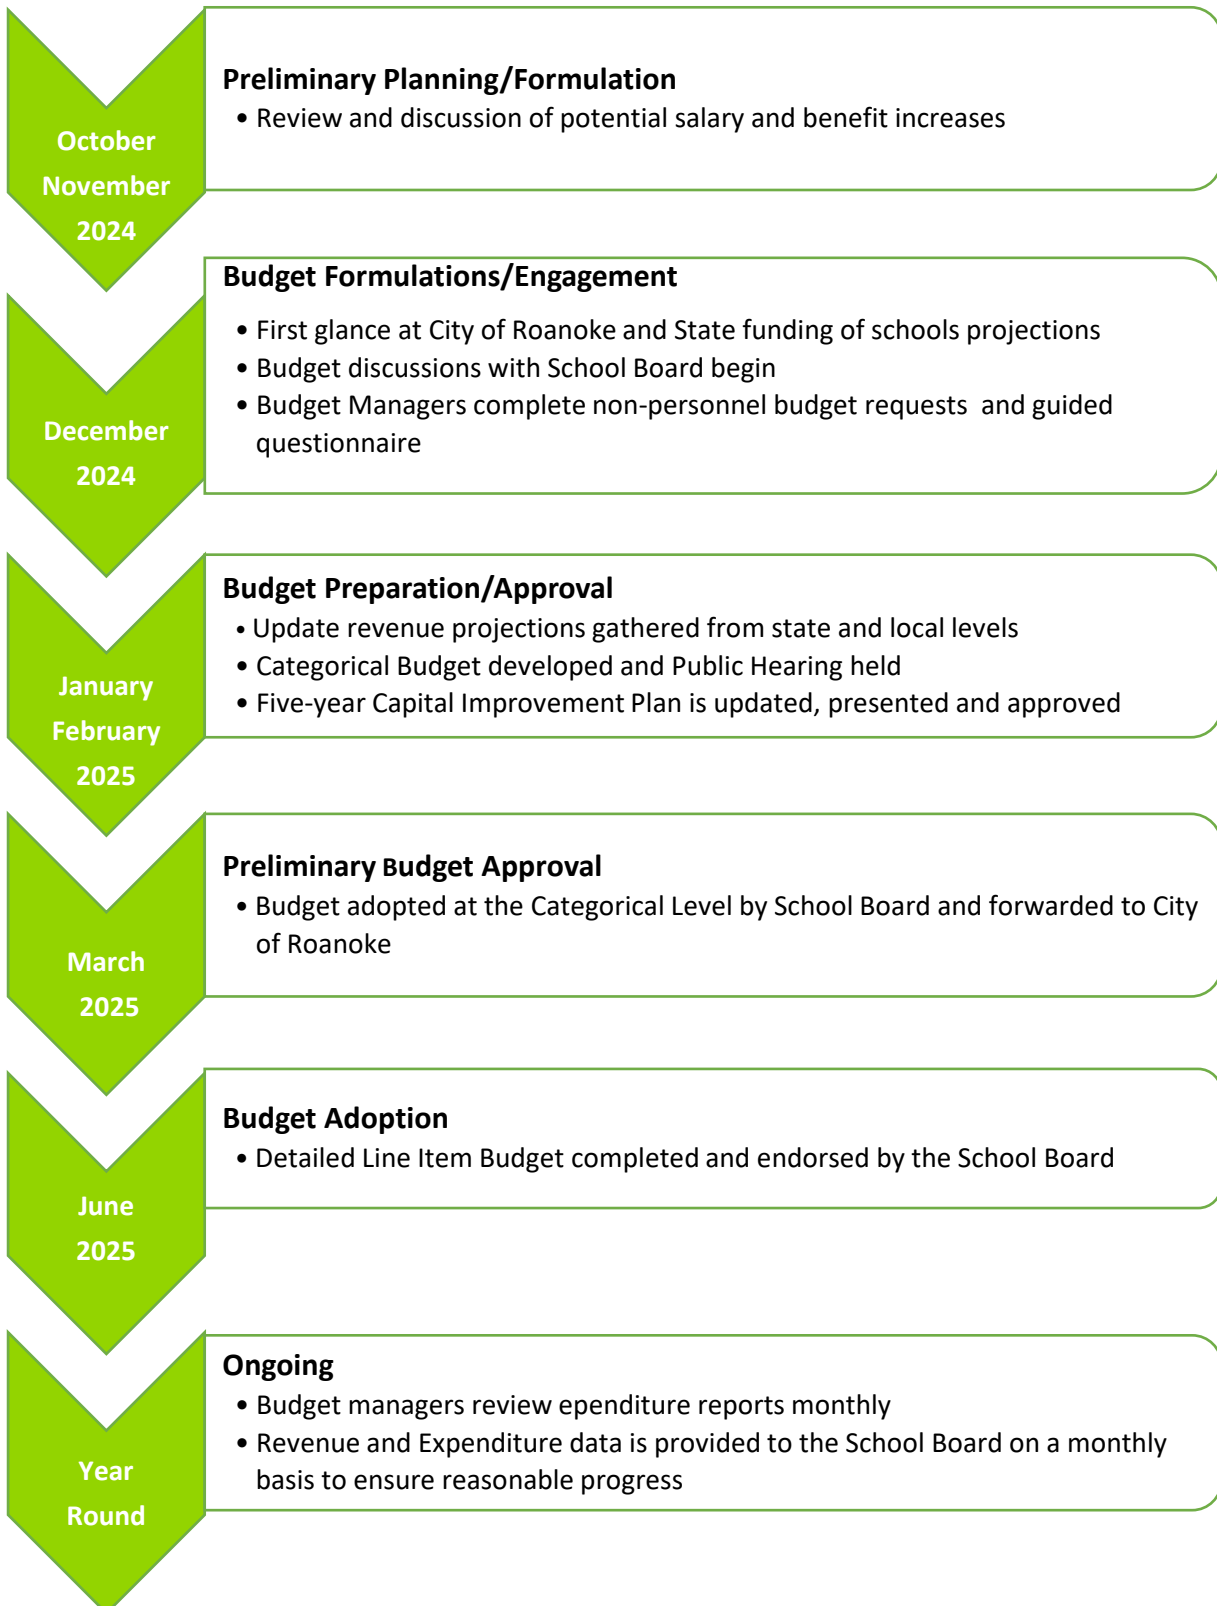 October
November
2024
Preliminary Planning/Formulation
• Review and discussion of potential salary and benefit increases
December
2024
Budget Formulations/Engagement
• First glance at City of Roanoke and State funding of schools projections
• Budget discussions with School Board begin
• Budget Managers complete non-personnel budget requests and guided
questionnaire
January
February
2025
Budget Preparation/Approval
• Update revenue projections gathered from state and local levels
• Categorical Budget developed and Public Hearing held
• Five-year Capital Improvement Plan is updated, presented and approved
March
2025
Preliminary Budget Approval
• Budget adopted at the Categorical Level by School Board and forwarded to City
of Roanoke
June
2025
Budget Adoption
• Detailed Line Item Budget completed and endorsed by the School Board
Year
Round
Ongoing
• Budget managers review ependiture reports monthly
• Revenue and Expenditure data is provided to the School Board on a monthly
basis to ensure reasonable progress